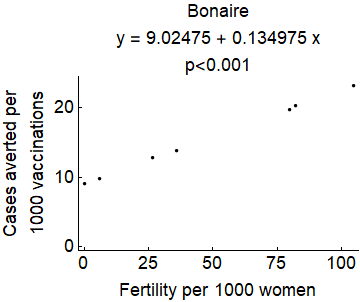 Bonaire
y = 9.02475 + 0.134975 x
p<0.001
Cases averted per
1000 vaccinations
20
10
0
0
25
50
75
100
Fertility per 1000 women